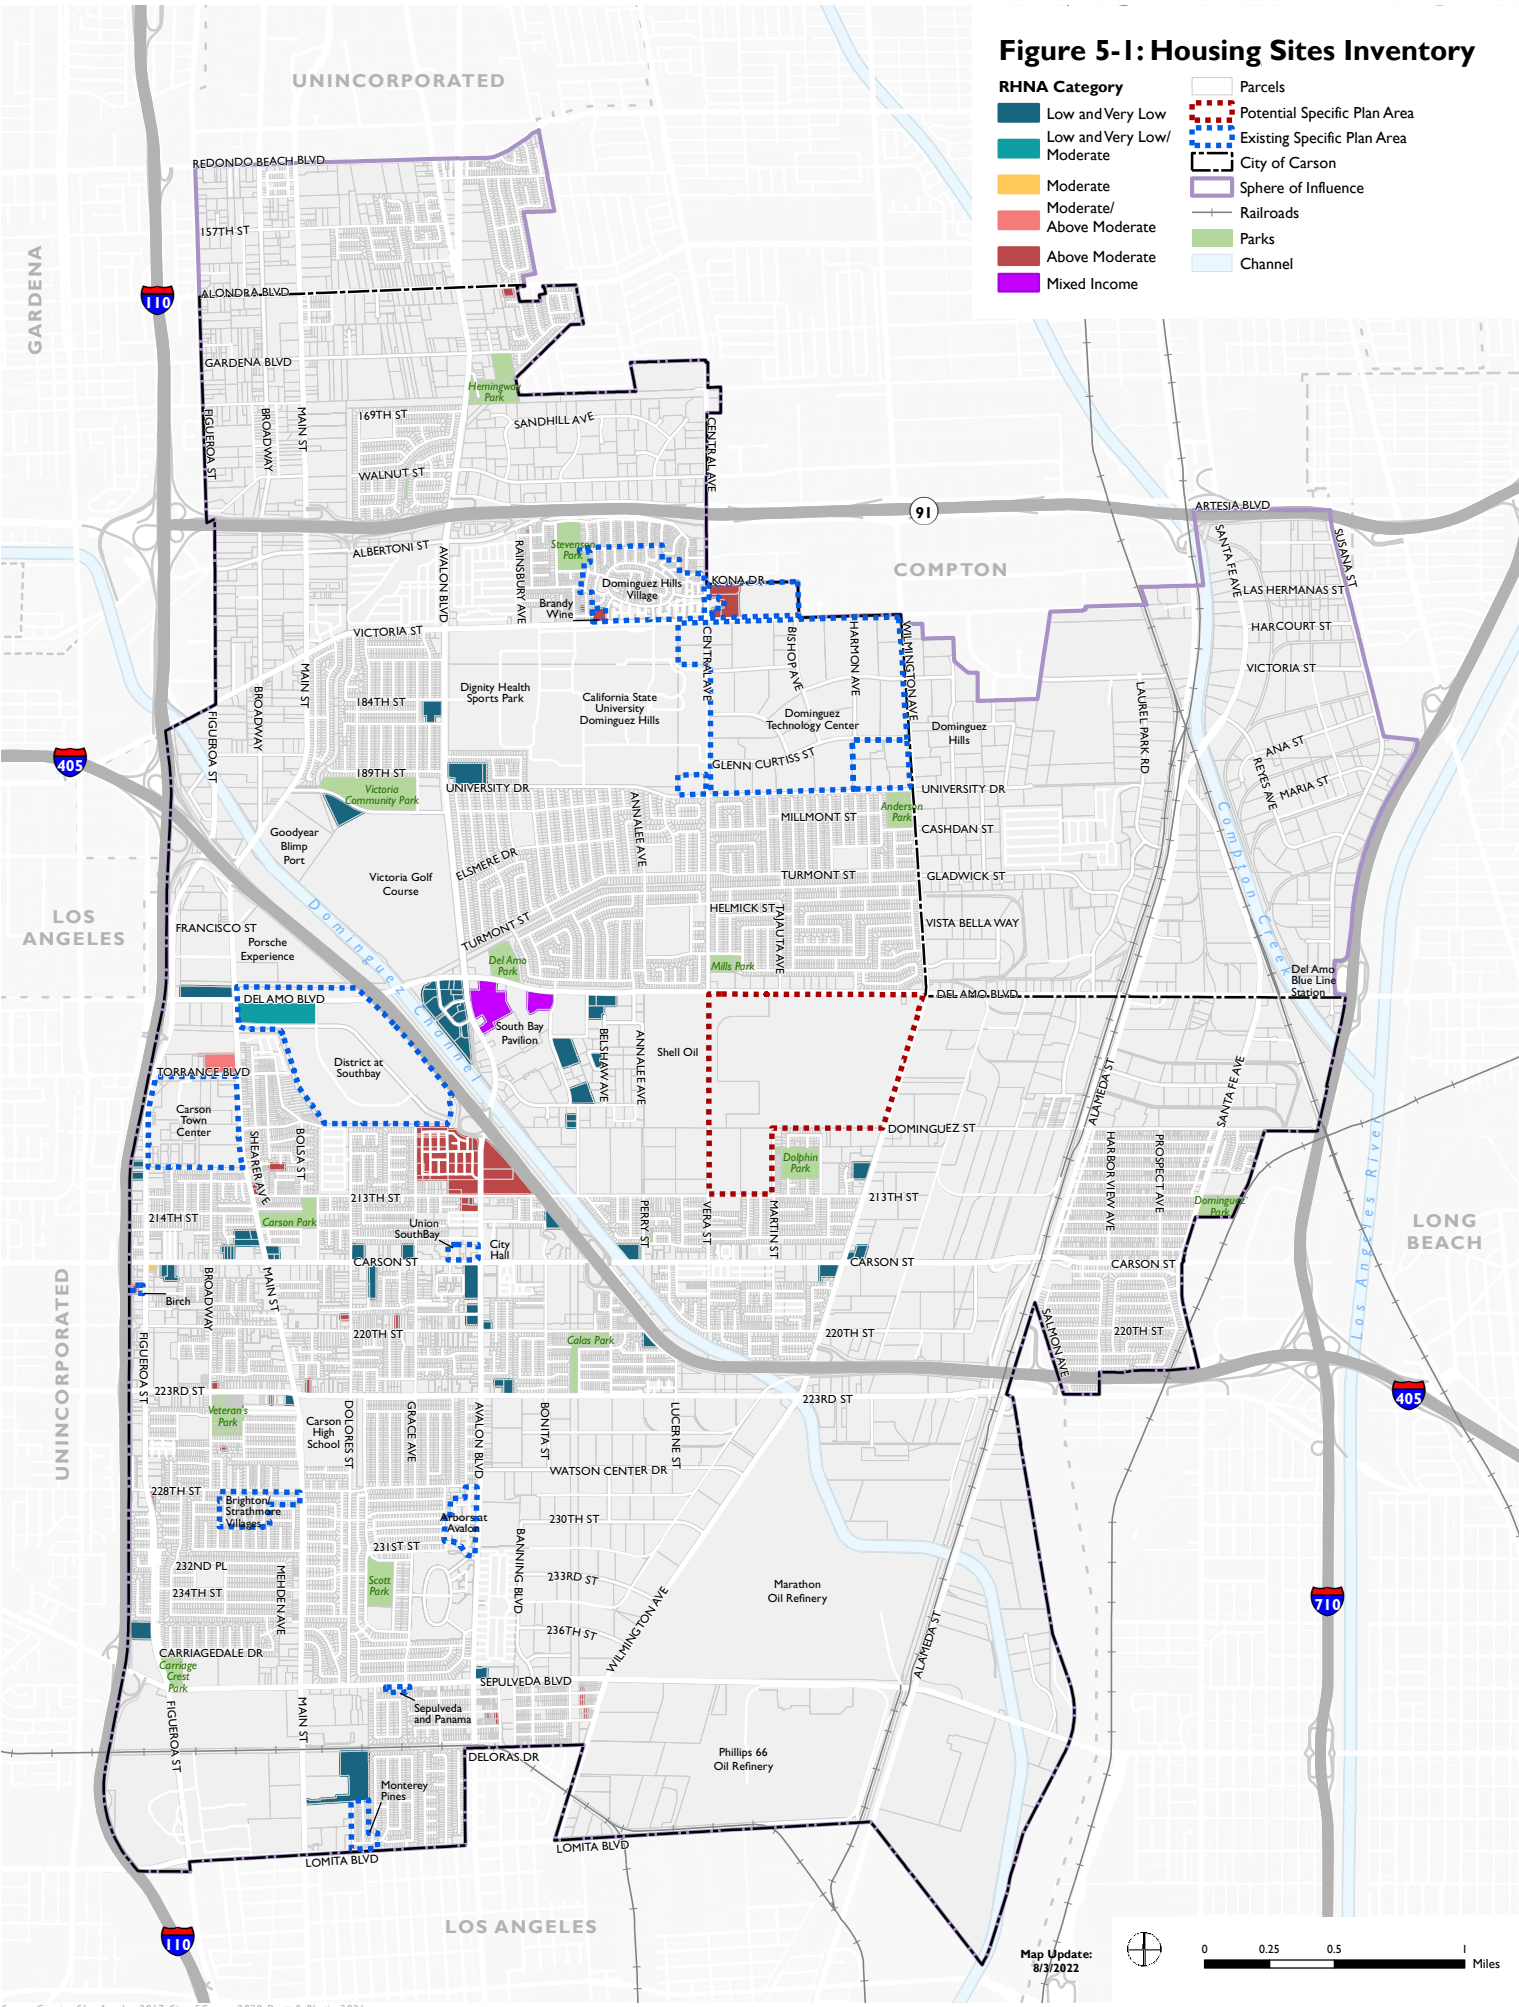 Figure 5-1: Housing Sites Inventory
RHNA Category
Low and Very Low
Low and Very Low/
Moderate
Moderate
Moderate/
Above Moderate
Above Moderate
Mixed Income
Parcels
Potential Specific Plan Area
Existing Specific Plan Area
City of Carson
Sphere of Influence
Railroads
Parks
Channel
UNINCORPORATED
REDONDO BEACH BLVD
157TH ST
GARDENA
110
ALONDRA BLVD
GARDENA BLVD
Hemingway
Park
FIGUEROA ST
BROADWAY
MAIN ST
169TH ST
SANDHILL AVE
CENTRAL AVE
WALNUT ST
91
ARTESIA BLVD
SANTA FE AVE
SUSANA ST
ALBERTONI ST
AVALON BLVD
RAINSBURY AVE
Stevenson
Park
Dominguez Hills
Village
KONA DR
COMPTON
LAS HERMANAS ST
Brandy
Wine
VICTORIA ST
CENTRAL AVE
BISHOP AVE
HARMON AVE
WILMINGTON AVE
HARCOURT ST
VICTORIA ST
MAIN ST
BROADWAY
FIGUEROA ST
184TH ST
Dignity Health
Sports Park
California State
University
Dominguez Hills
Dominguez
Technology Center
Dominguez
Hills
LAUREL PARK RD
ANA ST
REYES AVE
MARIA ST
405
189TH ST
Victoria
Community Park
UNIVERSITY DR
GLENN CURTISS ST
UNIVERSITY DR
Anderson
Park
MILLMONT ST
CASHDAN ST
Compton Creek
Goodyear
Blimp
Port
ANNALEE AVE
ELSMERE DR
Victoria Golf
Course
TURMONT ST
GLADWICK ST
LOS
ANGELES
Dominguez Channel
HELMICK ST
TAJAUTA AVE
VISTA BELLA WAY
FRANCISCO ST
Porsche
Experience
TURMONT ST
Del Amo
Park
Mills Park
Del Amo
Blue Line
Station
DEL AMO BLVD
DEL AMO BLVD
South Bay
Pavilion
BELSHAW AVE
ANNALEE AVE
Shell Oil
District at
Southbay
TORRANCE BLVD
ALAMEDA ST
SANTA FE AVE
Carson
Town
Center
SHEARER AVE
BOLSA ST
DOMINGUEZ ST
HARBOR VIEW AVE
PROSPECT AVE
Dolphin
Park
213TH ST
213TH ST
Dominguez
Park
214TH ST
Carson Park
Union
SouthBay
City
Hall
PERRY ST
VERA ST
MARTIN ST
LONG
BEACH
Los Angeles River
CARSON ST
CARSON ST
CARSON ST
UNINCORPORATED
Birch
BROADWAY
MAIN ST
220TH ST
Calas Park
220TH ST
220TH ST
SALMON AVE
FIGUEROA ST
223RD ST
223RD ST
405
Veteran's
Park
Carson
High
School
DOLORES ST
GRACE AVE
AVALON BLVD
BONITA ST
LUCERNE ST
WATSON CENTER DR
228TH ST
Brighton/
Strathmore
Villages
Arbors at
Avalon
230TH ST
231ST ST
BANNING BLVD
232ND PL
234TH ST
MEHDEN AVE
Scott
Park
233RD ST
WILMINGTON AVE
Marathon
Oil Refinery
710
236TH ST
ALAMEDA ST
CARRIAGEDALE DR
Carriage
Crest
Park
SEPULVEDA BLVD
Sepulveda
and Panama
FIGUEROA ST
MAIN ST
DELORAS DR
Phillips 66
Oil Refinery
Monterey
Pines
LOMITA BLVD
LOMITA BLVD
LOS ANGELES
110
Map Update:
8/3/2022
0 0.25 0.5 1
Miles